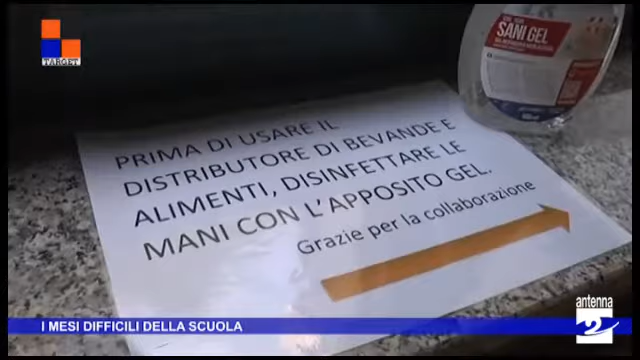 TARGET
SANI GEL
PRIMA DI USARE IL
DISTRIBUTORE DI BEVANDE E
ALIMENTI, DISINFETTARE LE
MANI CON L'APPOSITO GEL.
Grazie per la collaborazione
I MESI DIFFICILI DELLA SCUOLA
antenna
2